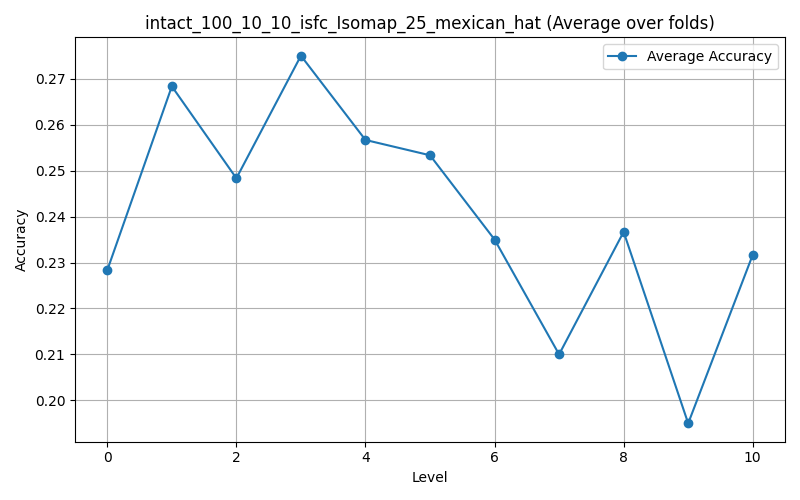 intact_100_10_10_isfc_Isomap_25_mexican_hat (Average over folds)
Average Accuracy
Accuracy
0.27
0.26
0.25
0.24
0.23
0.22
0.21
0.20
0 2 4 6 8 10
Level